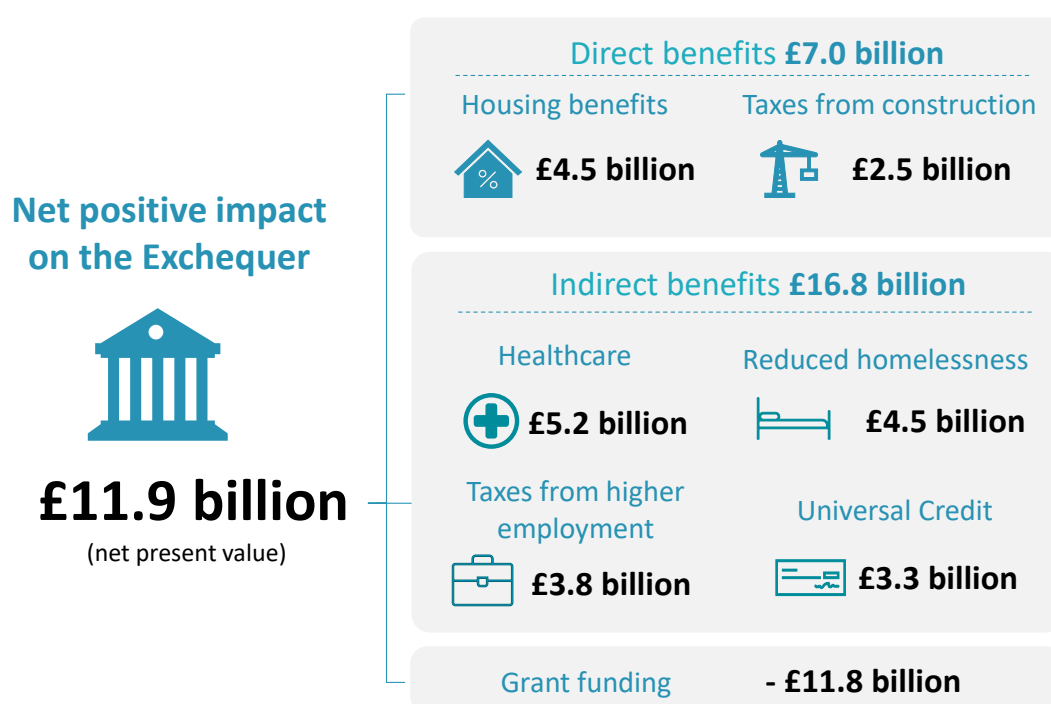 Net positive impact
on the Exchequer
£11.9 billion
(net present value)
Direct benefits £7.0 billion
Housing benefits
%
£4.5 billion
Taxes from construction
£2.5 billion
Indirect benefits £16.8 billion
Healthcare
£5.2 billion
Reduced homelessness
£4.5 billion
Taxes from higher
employment
£3.8 billion
Universal Credit
£3.3 billion
Grant funding - £11.8 billion